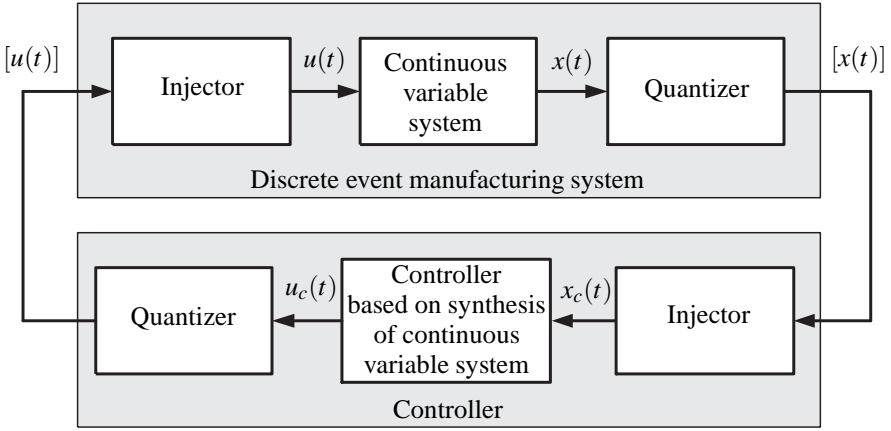 [u(t)]
Injector
u(t)
Continuous
variable
system
x(t)
Quantizer
[x(t)]
Discrete event manufacturing system
Quantizer
u_c(t)
Controller
based on synthesis
of continuous
variable system
x_c(t)
Injector
Controller